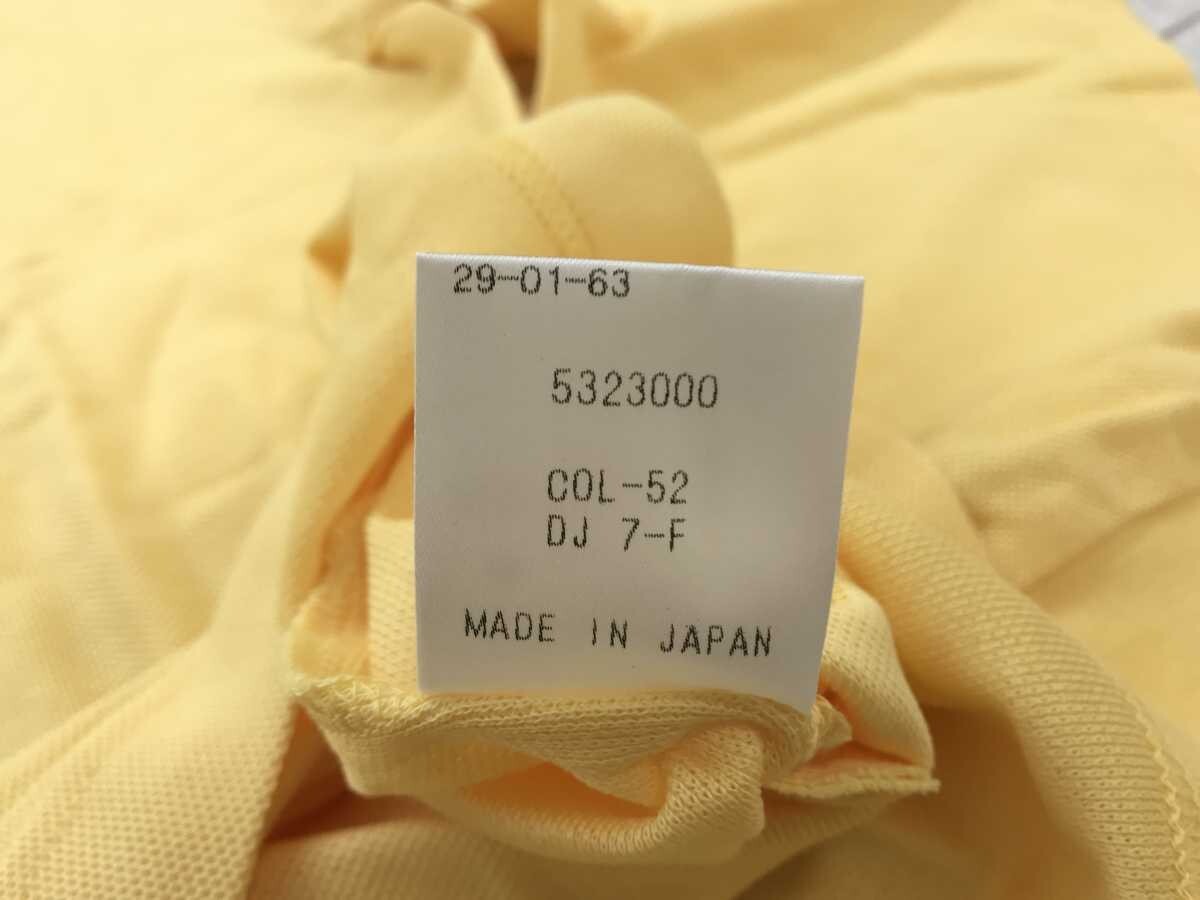 29-01-63
5323000
COL-52
DJ 7-F
MADE IN JAPAN